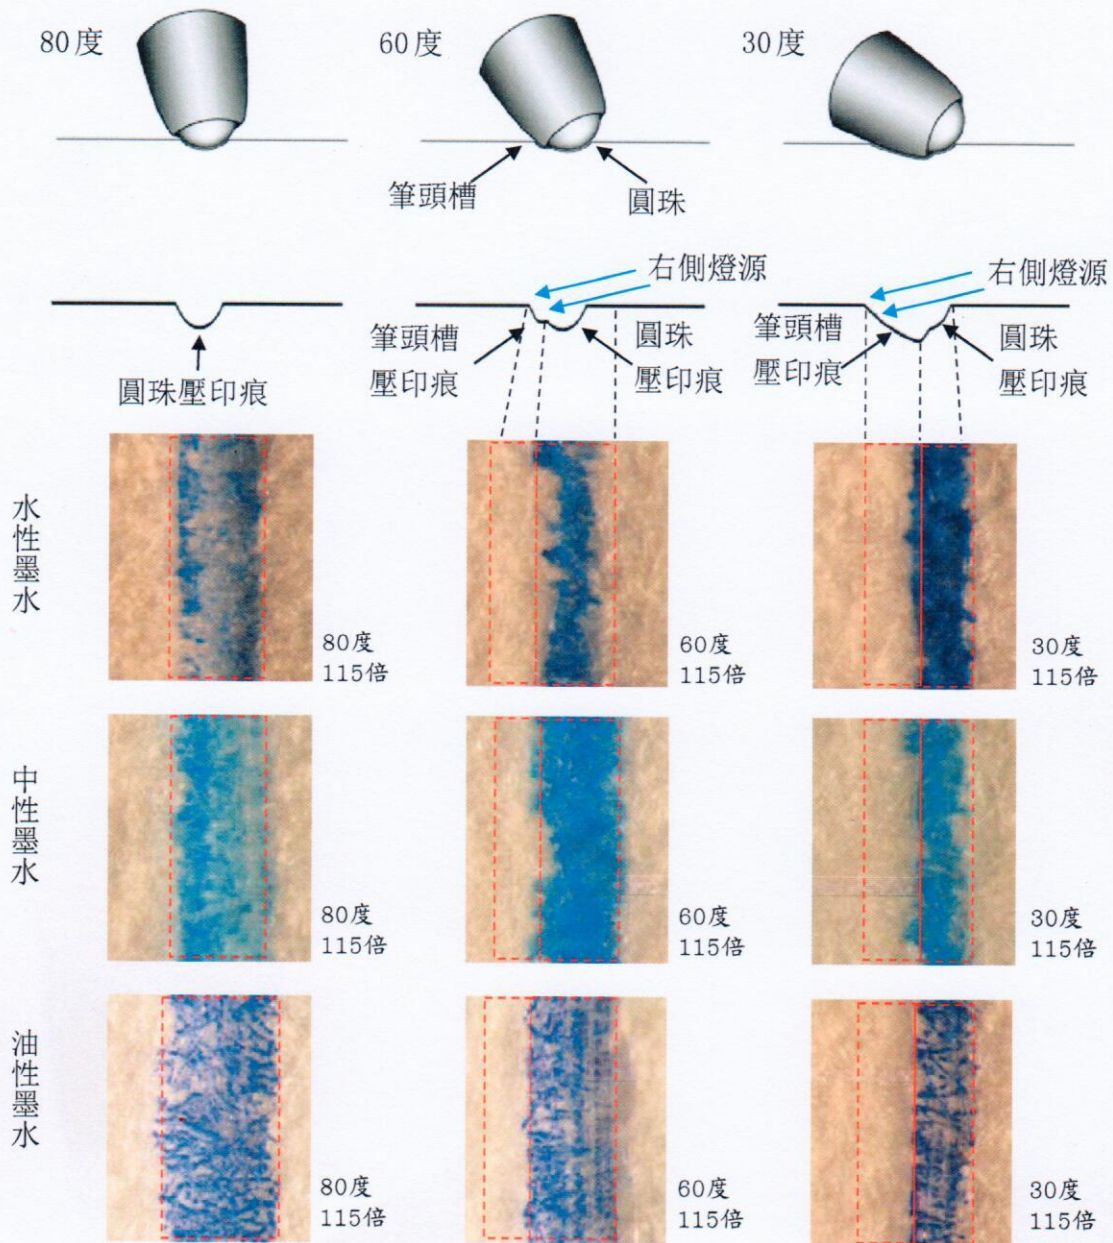 80度
60度
30度
筆頭槽
圓珠
右側燈源
右側燈源
圓珠壓印痕
筆頭槽
壓印痕
圓珠
壓印痕
筆頭槽
壓印痕
圓珠
壓印痕
水性墨水
80度
115倍
60度
115倍
30度
115倍
中性墨水
80度
115倍
60度
115倍
30度
115倍
油性墨水
80度
115倍
60度
115倍
30度
115倍